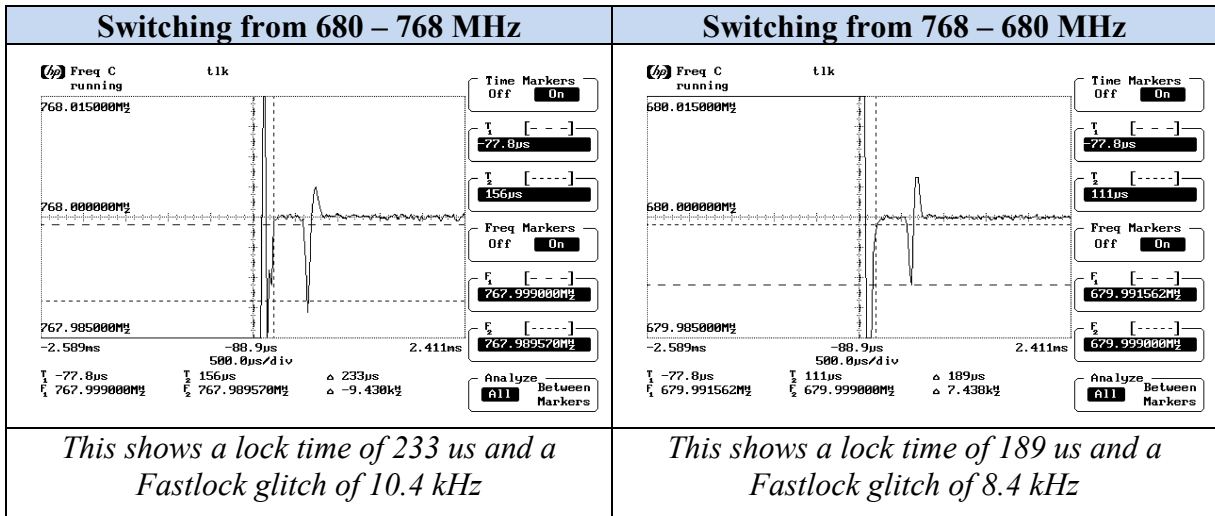 Switching from 680 – 768 MHz
(hp) Freq C tlk
running
768.015000MHz
768.000000MHz
767.985000MHz
-2.589ms -88.9µs 2.411ms
500.0µs/div
T1 -77.8µs T2 156µs △ 233µs
F1 767.999000MHz F2 767.989570MHz △ -9.430kHz
Time Markers
Off On
T1 [- - -]
-77.8µs
T2 [-----]
156µs
Freq Markers
Off On
F1 [- - -]
767.999000MHz
F2 [-----]
767.989570MHz
Analyze
All Between
Markers
This shows a lock time of 233 us and a
Fastlock glitch of 10.4 kHz
Switching from 768 – 680 MHz
(hp) Freq C tlk
running
680.015000MHz
680.000000MHz
679.985000MHz
-2.589ms -88.9µs 2.411ms
500.0µs/div
T1 -77.8µs T2 111µs △ 189µs
F1 679.991562MHz F2 679.999000MHz △ 7.438kHz
Time Markers
Off On
T1 [- - -]
-77.8µs
T2 [-----]
111µs
Freq Markers
Off On
F1 [- - -]
679.991562MHz
F2 [-----]
679.999000MHz
Analyze
All Between
Markers
This shows a lock time of 189 us and a
Fastlock glitch of 8.4 kHz